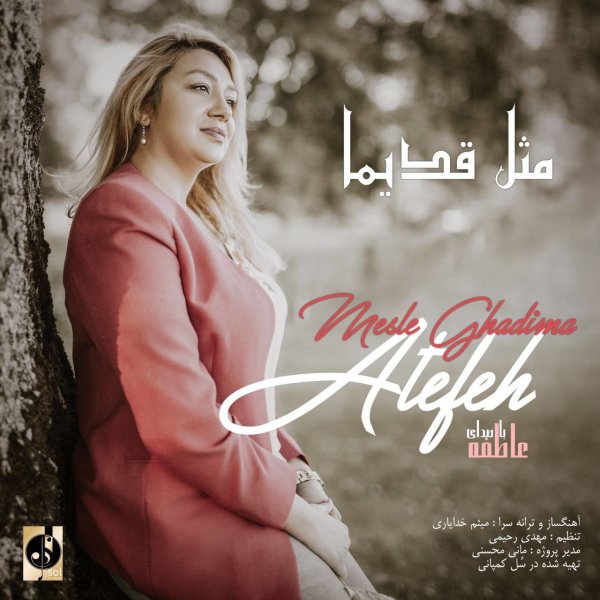 مثل قدیما
Mesle Ghadima
Atefeh
با صدای
عاطفه
آهنگساز و ترانه سرا : میثم خدایاری
تنظیم : مهدی رحیمی
مدیر پروژه : مانی محسنی
تهیه شده در سُل کمپانی
sol